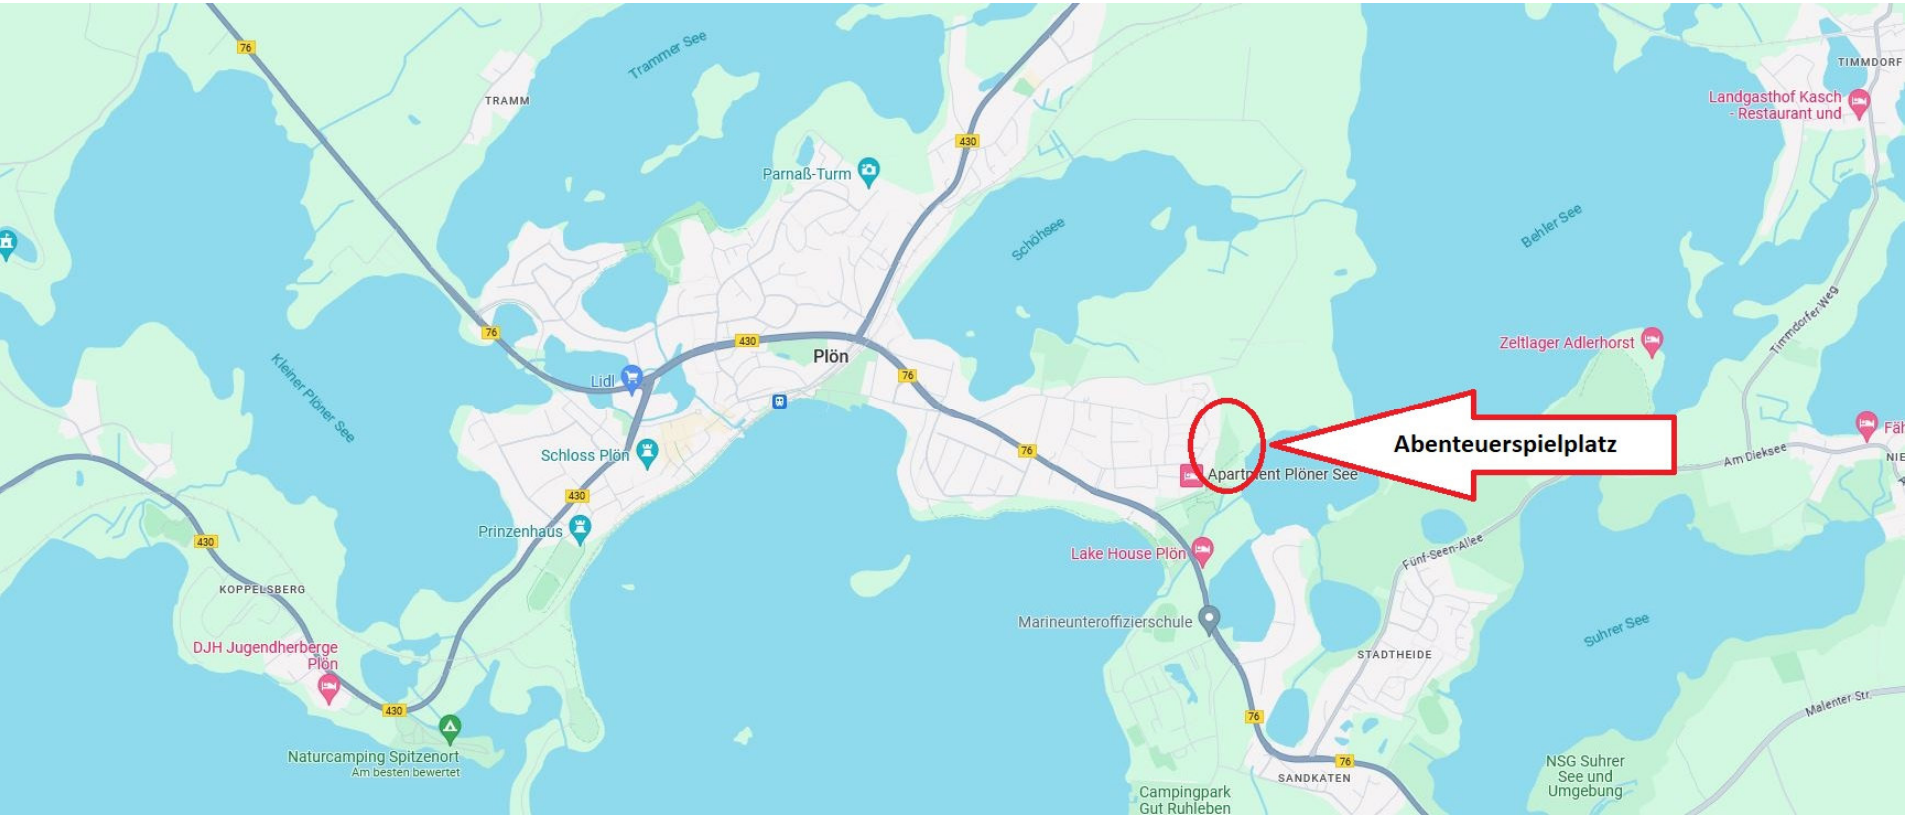 76
Trammer See
TIMMDORF
TRAMM
Landgasthof Kasch
- Restaurant und
430
Parnaß-Turm
Schöhsee
Behler See
Timmdorfer Weg
76
430
Zeltlager Adlerhorst
Plön
Kleiner Plöner See
Lidl
76
Abenteuerspielplatz
Fäh
Schloss Plön
76
Am Dieksee
NIE
Apartment Plöner See
430
Prinzenhaus
430
Lake House Plön
Fünf-Seen-Allee
KOPPELSBERG
Marineunteroffizierschule
Suhrer See
DJH Jugendherberge
Plön
STADTHEIDE
430
76
Malenter Str.
Naturcamping Spitzenort
Am besten bewertet
76
SANDKATEN
NSG Suhrer
See und
Umgebung
Campingpark
Gut Ruhleben